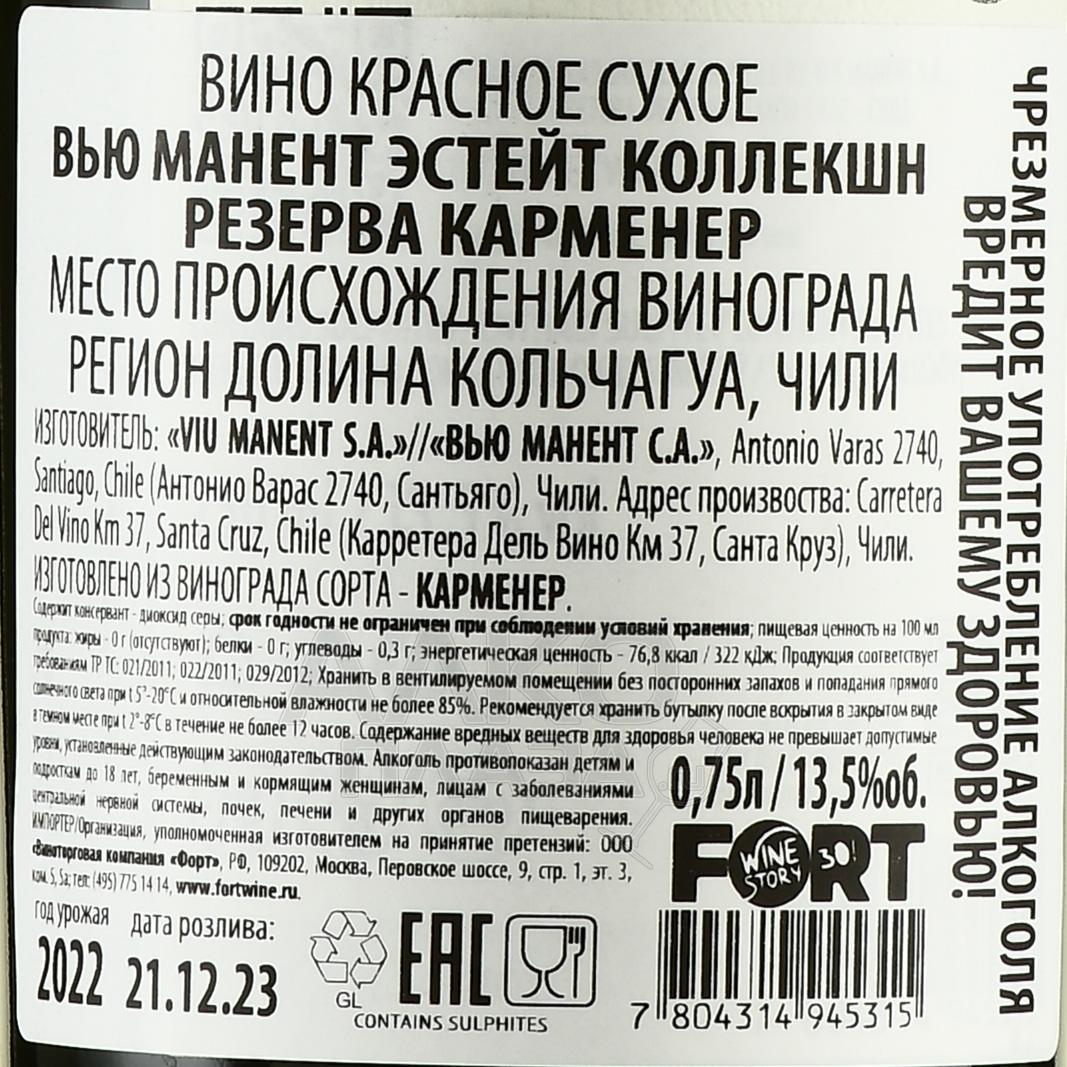 ВИНО КРАСНОЕ СУХОЕ
ВЬЮ МАНЕНТ ЭСТЕЙТ КОЛЛЕКШН
РЕЗЕРВА КАРМЕНЕР
МЕСТО ПРОИСХОЖДЕНИЯ ВИНОГРАДА
РЕГИОН ДОЛИНА КОЛЬЧАГУА, ЧИЛИ
ИЗГОТОВИТЕЛЬ: «VIU MANENT S.A.»//«ВЬЮ МАНЕНТ С.А.», Antonio Varas 2740,
Santiago, Chile (Антонио Варас 2740, Сантьяго), Чили. Адрес произвоства: Carretera
Del Vino Km 37, Santa Cruz, Chile (Карретера Дель Вино Км 37, Санта Круз), Чили.
ИЗГОТОВЛЕНО ИЗ ВИНОГРАДА СОРТА - КАРМЕНЕР.
Содержит консервант - диоксид серы; срок годности не ограничен при соблюдении условий хранения; пищевая ценность на 100 мл
продукта: жиры - 0 г (отсутствуют); белки - 0 г; углеводы - 0,3 г; энергетическая ценность - 76,8 ккал / 322 кДж; Продукция соответствует
требованиям ТР ТС: 021/2011; 022/2011; 029/2012; Хранить в вентилируемом помещении без посторонних запахов и попадания прямого
солнечного света при t 5°-20°С и относительной влажности не более 85%. Рекомендуется хранить бутылку после вскрытия в закрытом виде
в темном месте при t 2°-8°С в течение не более 12 часов. Содержание вредных веществ для здоровья человека не превышает допустимые
уровни, установленные действующим законодательством. Алкоголь противопоказан детям и
подросткам до 18 лет, беременным и кормящим женщинам, лицам с заболеваниями
центральной нервной системы, почек, печени и других органов пищеварения.
ИМПОРТЕР/Организация, уполномоченная изготовителем на принятие претензий: ООО
«Виноторговая компания «Форт», РФ, 109202, Москва, Перовское шоссе, 9, стр. 1, эт. 3,
ком. 5, 5а; тел: (495) 775 14 14, www.fortwine.ru.
0,75л / 13,5%об.
FORT
WINE STORY 30!
год урожая дата розлива:
2022 21.12.23
GL
EAC
CONTAINS SULPHITES
7 804314 945315
ЧРЕЗМЕРНОЕ УПОТРЕБЛЕНИЕ АЛКОГОЛЯ
ВРЕДИТ ВАШЕМУ ЗДОРОВЬЮ!